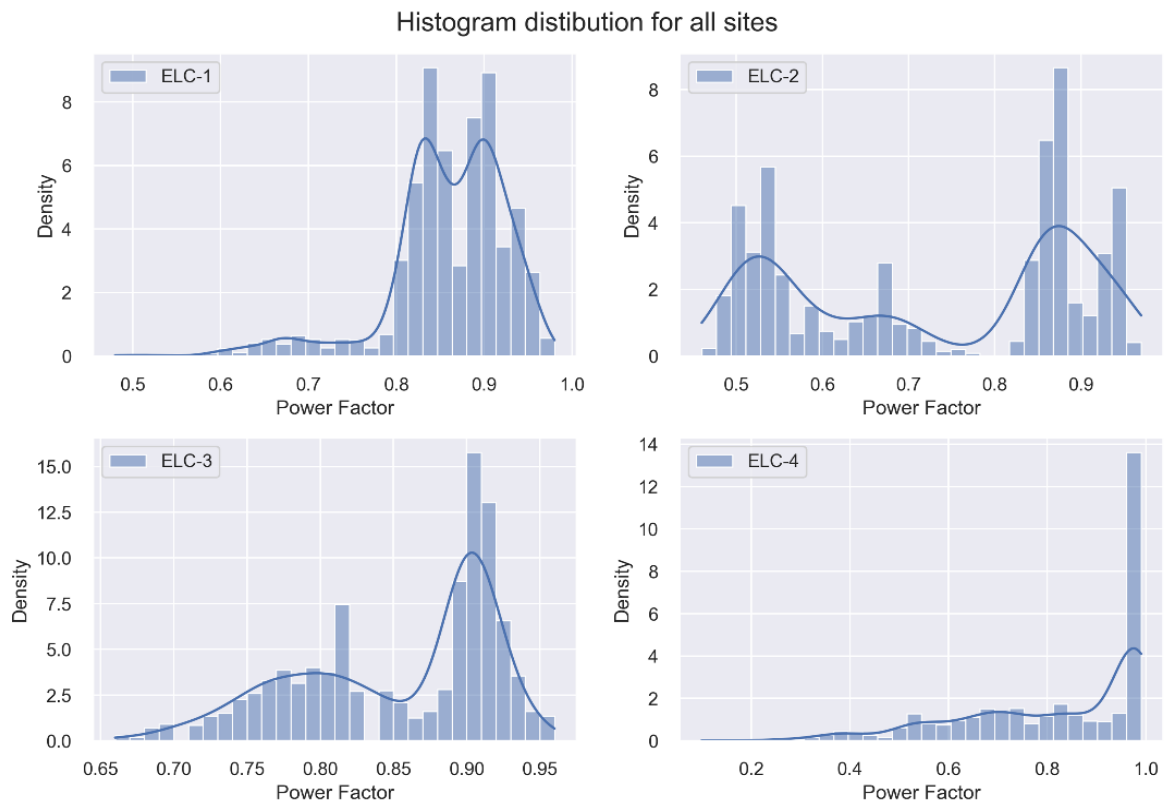 Histogram distibution for all sites
ELC-1
8
6
4
2
0
Density
0.5 0.6 0.7 0.8 0.9 1.0
Power Factor
ELC-2
8
6
4
2
0
Density
0.5 0.6 0.7 0.8 0.9
Power Factor
ELC-3
15.0
12.5
10.0
7.5
5.0
2.5
0.0
Density
0.65 0.70 0.75 0.80 0.85 0.90 0.95
Power Factor
ELC-4
14
12
10
8
6
4
2
0
Density
0.2 0.4 0.6 0.8 1.0
Power Factor